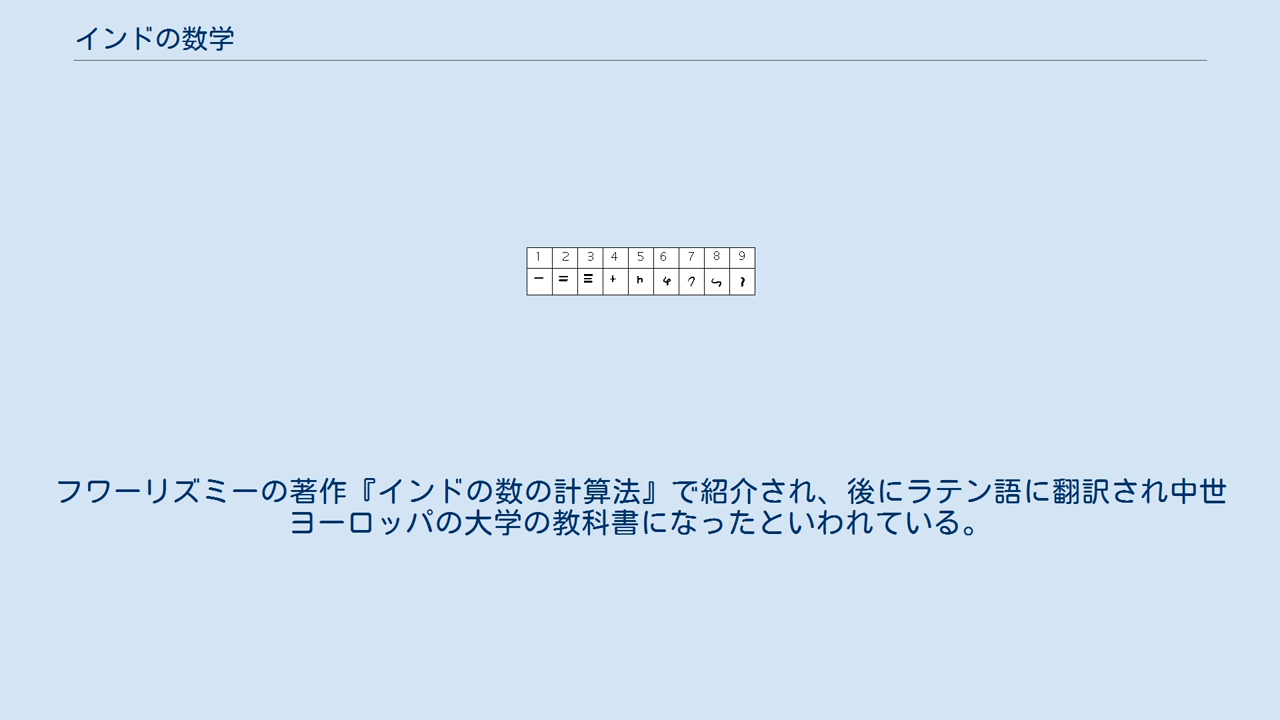 インドの数学
1 2 3 4 5 6 7 8 9
フワーリズミーの著作『インドの数の計算法』で紹介され、後にラテン語に翻訳され中世
ヨーロッパの大学の教科書になったといわれている。